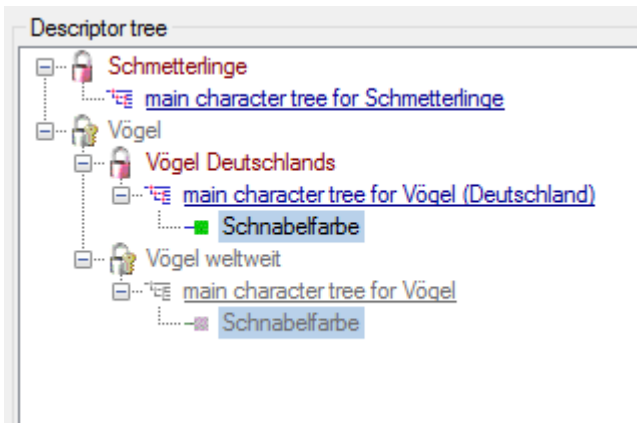 Descriptor tree
Schmetterlinge
main character tree for Schmetterlinge
Vögel
Vögel Deutschlands
main character tree for Vögel (Deutschland)
Schnabelfarbe
Vögel weltweit
main character tree for Vögel
Schnabelfarbe